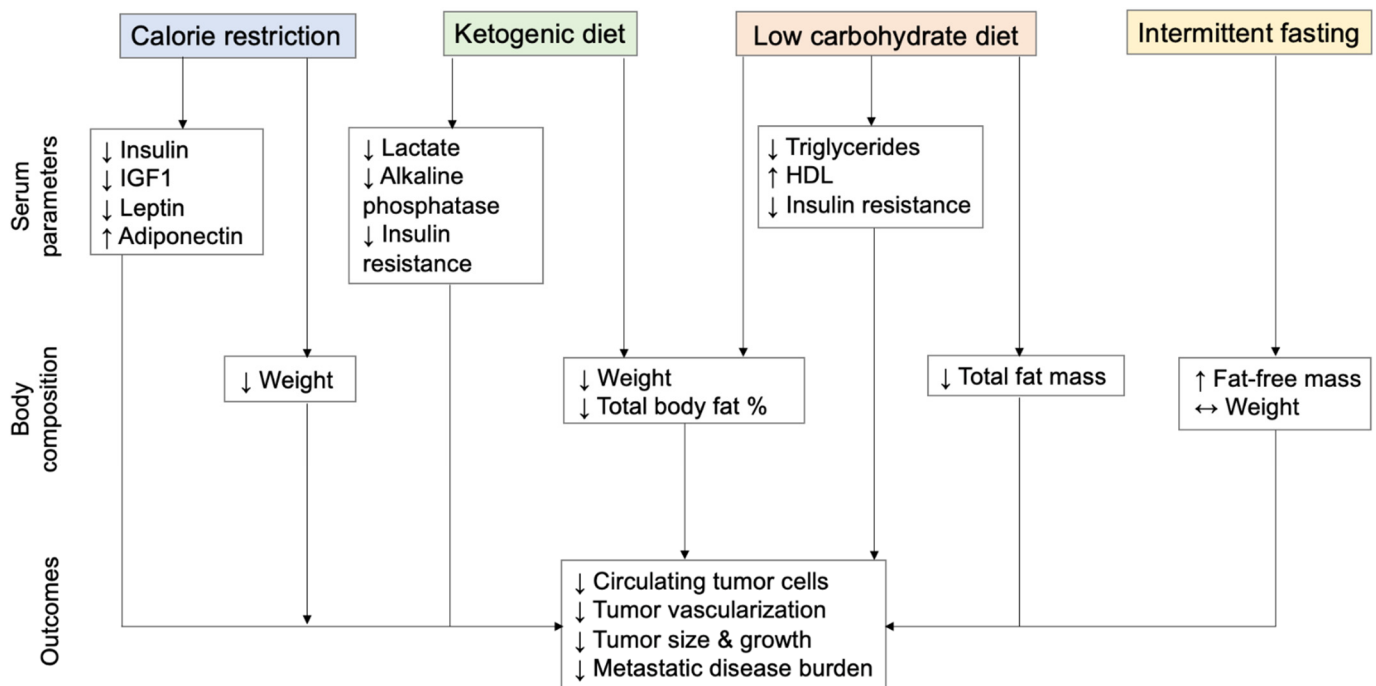 Calorie restriction
Ketogenic diet
Low carbohydrate diet
Intermittent fasting
Serum
parameters
↓ Insulin
↓ IGF1
↓ Leptin
↑ Adiponectin
↓ Lactate
↓ Alkaline
phosphatase
↓ Insulin
resistance
↓ Triglycerides
↑ HDL
↓ Insulin resistance
Body
composition
↓ Weight
↓ Weight
↓ Total body fat %
↓ Total fat mass
↑ Fat-free mass
↔ Weight
Outcomes
↓ Circulating tumor cells
↓ Tumor vascularization
↓ Tumor size & growth
↓ Metastatic disease burden